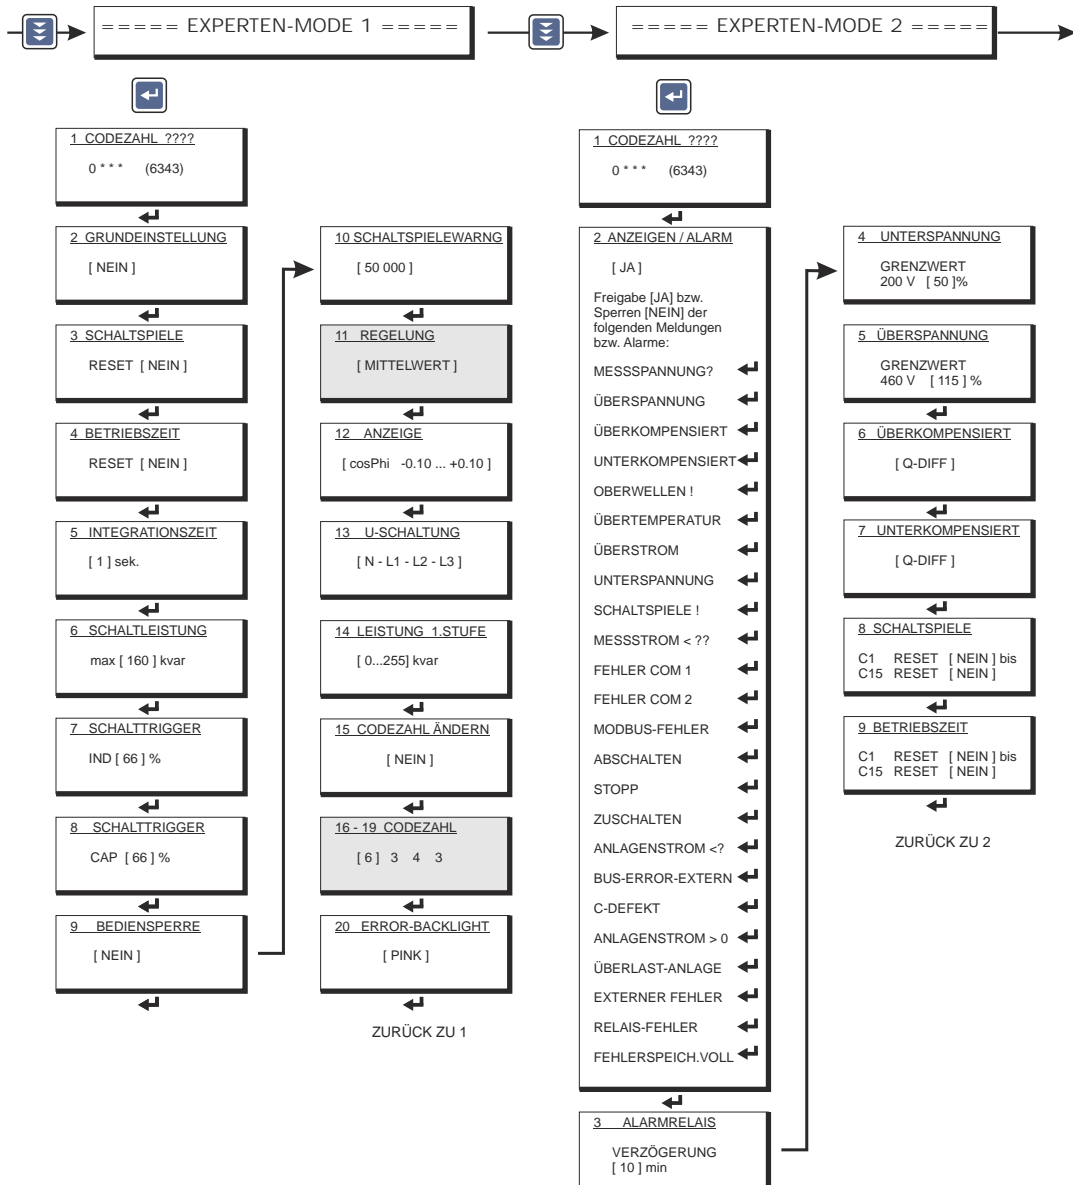 ===== EXPERTEN-MODE 1 =====
===== EXPERTEN-MODE 2 =====
1 CODEZAHL ????
0 * * * (6343)
2 GRUNDEINSTELLUNG
[ NEIN ]
3 SCHALTSPIELE
RESET [ NEIN ]
4 BETRIEBSZEIT
RESET [ NEIN ]
5 INTEGRATIONSZEIT
[ 1 ] sek.
6 SCHALTLEISTUNG
max [ 160 ] kvar
7 SCHALTTRIGGER
IND [ 66 ] %
8 SCHALTTRIGGER
CAP [ 66 ] %
9 BEDIENSPERRE
[ NEIN ]
10 SCHALTSPIELEWARNG
[ 50 000 ]
11 REGELUNG
[ MITTELWERT ]
12 ANZEIGE
[ cosPhi -0.10 ... +0.10 ]
13 U-SCHALTUNG
[ N - L1 - L2 - L3 ]
14 LEISTUNG 1.STUFE
[ 0...255] kvar
15 CODEZAHL ÄNDERN
[ NEIN ]
16 - 19 CODEZAHL
[ 6 ] 3 4 3
20 ERROR-BACKLIGHT
[ PINK ]
ZURÜCK ZU 1
1 CODEZAHL ????
0 * * * (6343)
2 ANZEIGEN / ALARM
[ JA ]
Freigabe [JA] bzw.
Sperren [NEIN] der
folgenden Meldungen
bzw. Alarme:
MESSSPANNUNG?
ÜBERSPANNUNG
ÜBERKOMPENSIERT
UNTERKOMPENSIERT
OBERWELLEN !
ÜBERTEMPERATUR
ÜBERSTROM
UNTERSPANNUNG
SCHALTSPIELE !
MESSSTROM < ??
FEHLER COM 1
FEHLER COM 2
MODBUS-FEHLER
ABSCHALTEN
STOPP
ZUSCHALTEN
ANLAGENSTROM <?
BUS-ERROR-EXTERN
C-DEFEKT
ANLAGENSTROM > 0
ÜBERLAST-ANLAGE
EXTERNER FEHLER
RELAIS-FEHLER
FEHLERSPEICH.VOLL
3 ALARMRELAIS
VERZÖGERUNG
[ 10 ] min
4 UNTERSPANNUNG
GRENZWERT
200 V [ 50 ]%
5 ÜBERSPANNUNG
GRENZWERT
460 V [ 115 ] %
6 ÜBERKOMPENSIERT
[ Q-DIFF ]
7 UNTERKOMPENSIERT
[ Q-DIFF ]
8 SCHALTSPIELE
C1 RESET [ NEIN ] bis
C15 RESET [ NEIN ]
9 BETRIEBSZEIT
C1 RESET [ NEIN ] bis
C15 RESET [ NEIN ]
ZURÜCK ZU 2